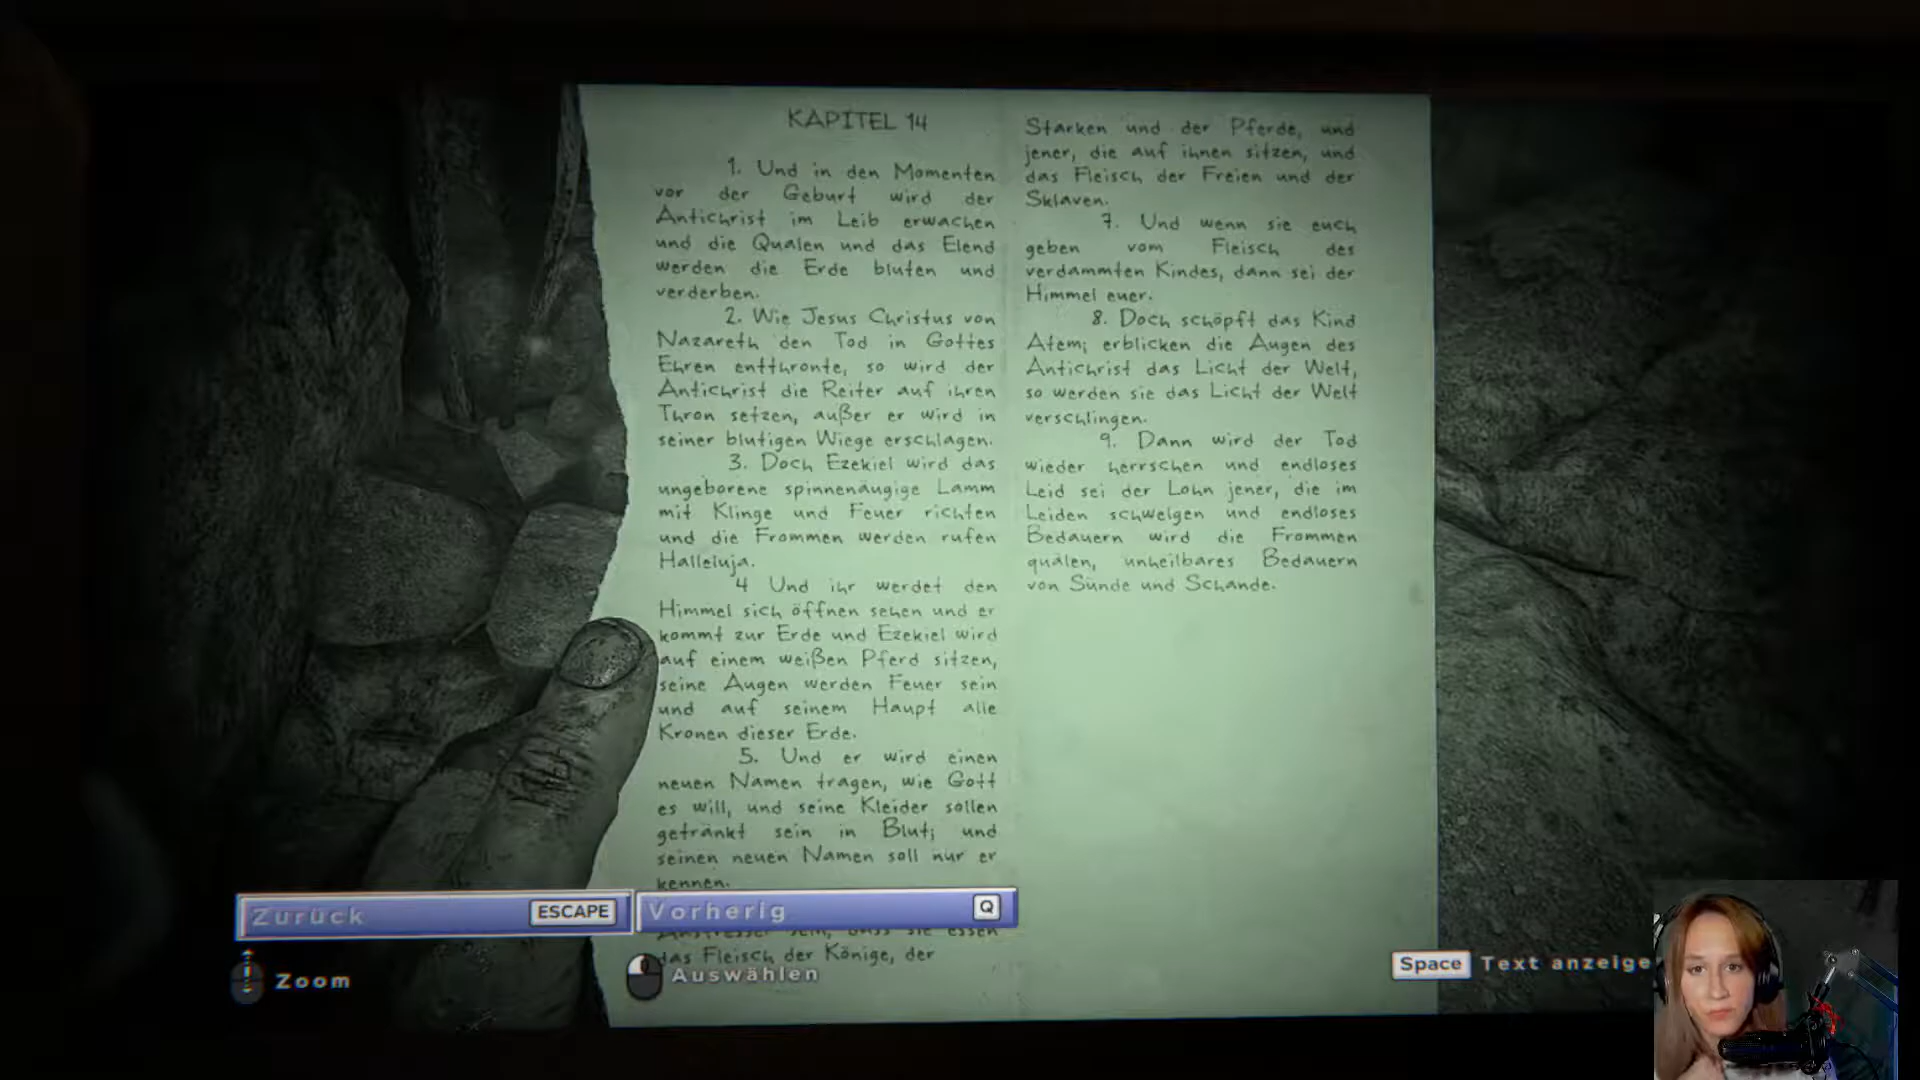 KAPITEL 14
1. Und in den Momenten
vor der Geburt wird der
Antichrist im Leib erwachen
und die Qualen und das Elend
werden die Erde bluten und
verderben.
2. Wie Jesus Christus von
Nazareth den Tod in Gottes
Ehren entthronte, so wird der
Antichrist die Reiter auf ihren
Thron setzen, außer er wird in
seiner blutigen Wiege erschlagen.
3. Doch Ezekiel wird das
ungeborene spinnenäugige Lamm
mit Klinge und Feuer richten
und die Frommen werden rufen
Halleluja.
4 Und ihr werdet den
Himmel sich öffnen sehen und er
kommt zur Erde und Ezekiel wird
auf einem weißen Pferd sitzen,
seine Augen werden Feuer sein
und auf seinem Haupt alle
Kronen dieser Erde.
5. Und er wird einen
neuen Namen tragen, wie Gott
es will, und seine Kleider sollen
getränkt sein in Blut; und
seinen neuen Namen soll nur er
kennen.
sie essen
das Fleisch der Könige, der
Starken und der Pferde, und
jener, die auf ihnen sitzen, und
das Fleisch der Freien und der
Sklaven.
7. Und wenn sie euch
geben vom Fleisch des
verdammten Kindes, dann sei der
Himmel euer.
8. Doch schöpft das Kind
Atem; erblicken die Augen des
Antichrist das Licht der Welt,
so werden sie das Licht der Welt
verschlingen.
9. Dann wird der Tod
wieder herrschen und endloses
Leid sei der Lohn jener, die im
Leiden schwelgen und endloses
Bedauern wird die Frommen
quälen, unheilbares Bedauern
von Sünde und Schande.
Zurück ESCAPE
Vorherig Q
Zoom
Auswählen
Space Text anzeige